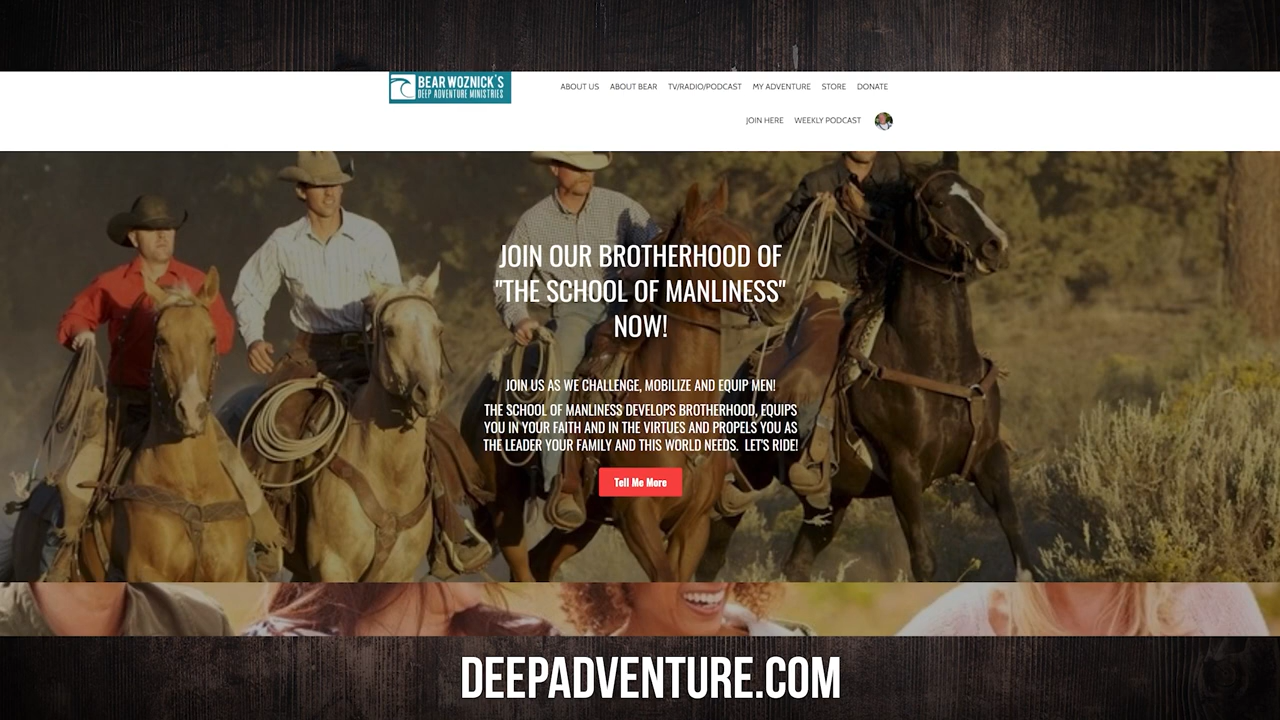 BEAR WOZNICK'S
DEEP ADVENTURE MINISTRIES
ABOUT US ABOUT BEAR TV/RADIO/PODCAST MY ADVENTURE STORE DONATE
JOIN HERE WEEKLY PODCAST
JOIN OUR BROTHERHOOD OF
"THE SCHOOL OF MANLINESS"
NOW!
JOIN US AS WE CHALLENGE, MOBILIZE AND EQUIP MEN!
THE SCHOOL OF MANLINESS DEVELOPS BROTHERHOOD, EQUIPS
YOU IN YOUR FAITH AND IN THE VIRTUES AND PROPELS YOU AS
THE LEADER YOUR FAMILY AND THIS WORLD NEEDS. LET'S RIDE!
Tell Me More
DEEPADVENTURE.COM